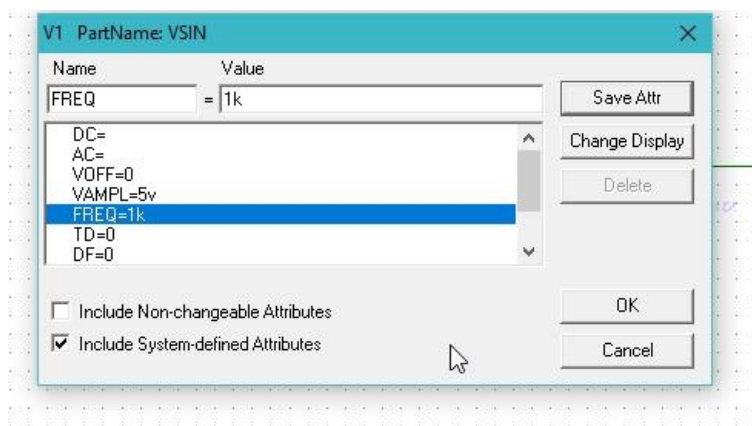 V1 PartName: VSIN
Name Value
FREQ = 1k
Save Attr
DC=
AC=
VOFF=0
VAMPL=5v
FREQ=1k
TD=0
DF=0
Change Display
Delete
Include Non-changeable Attributes
Include System-defined Attributes
OK
Cancel